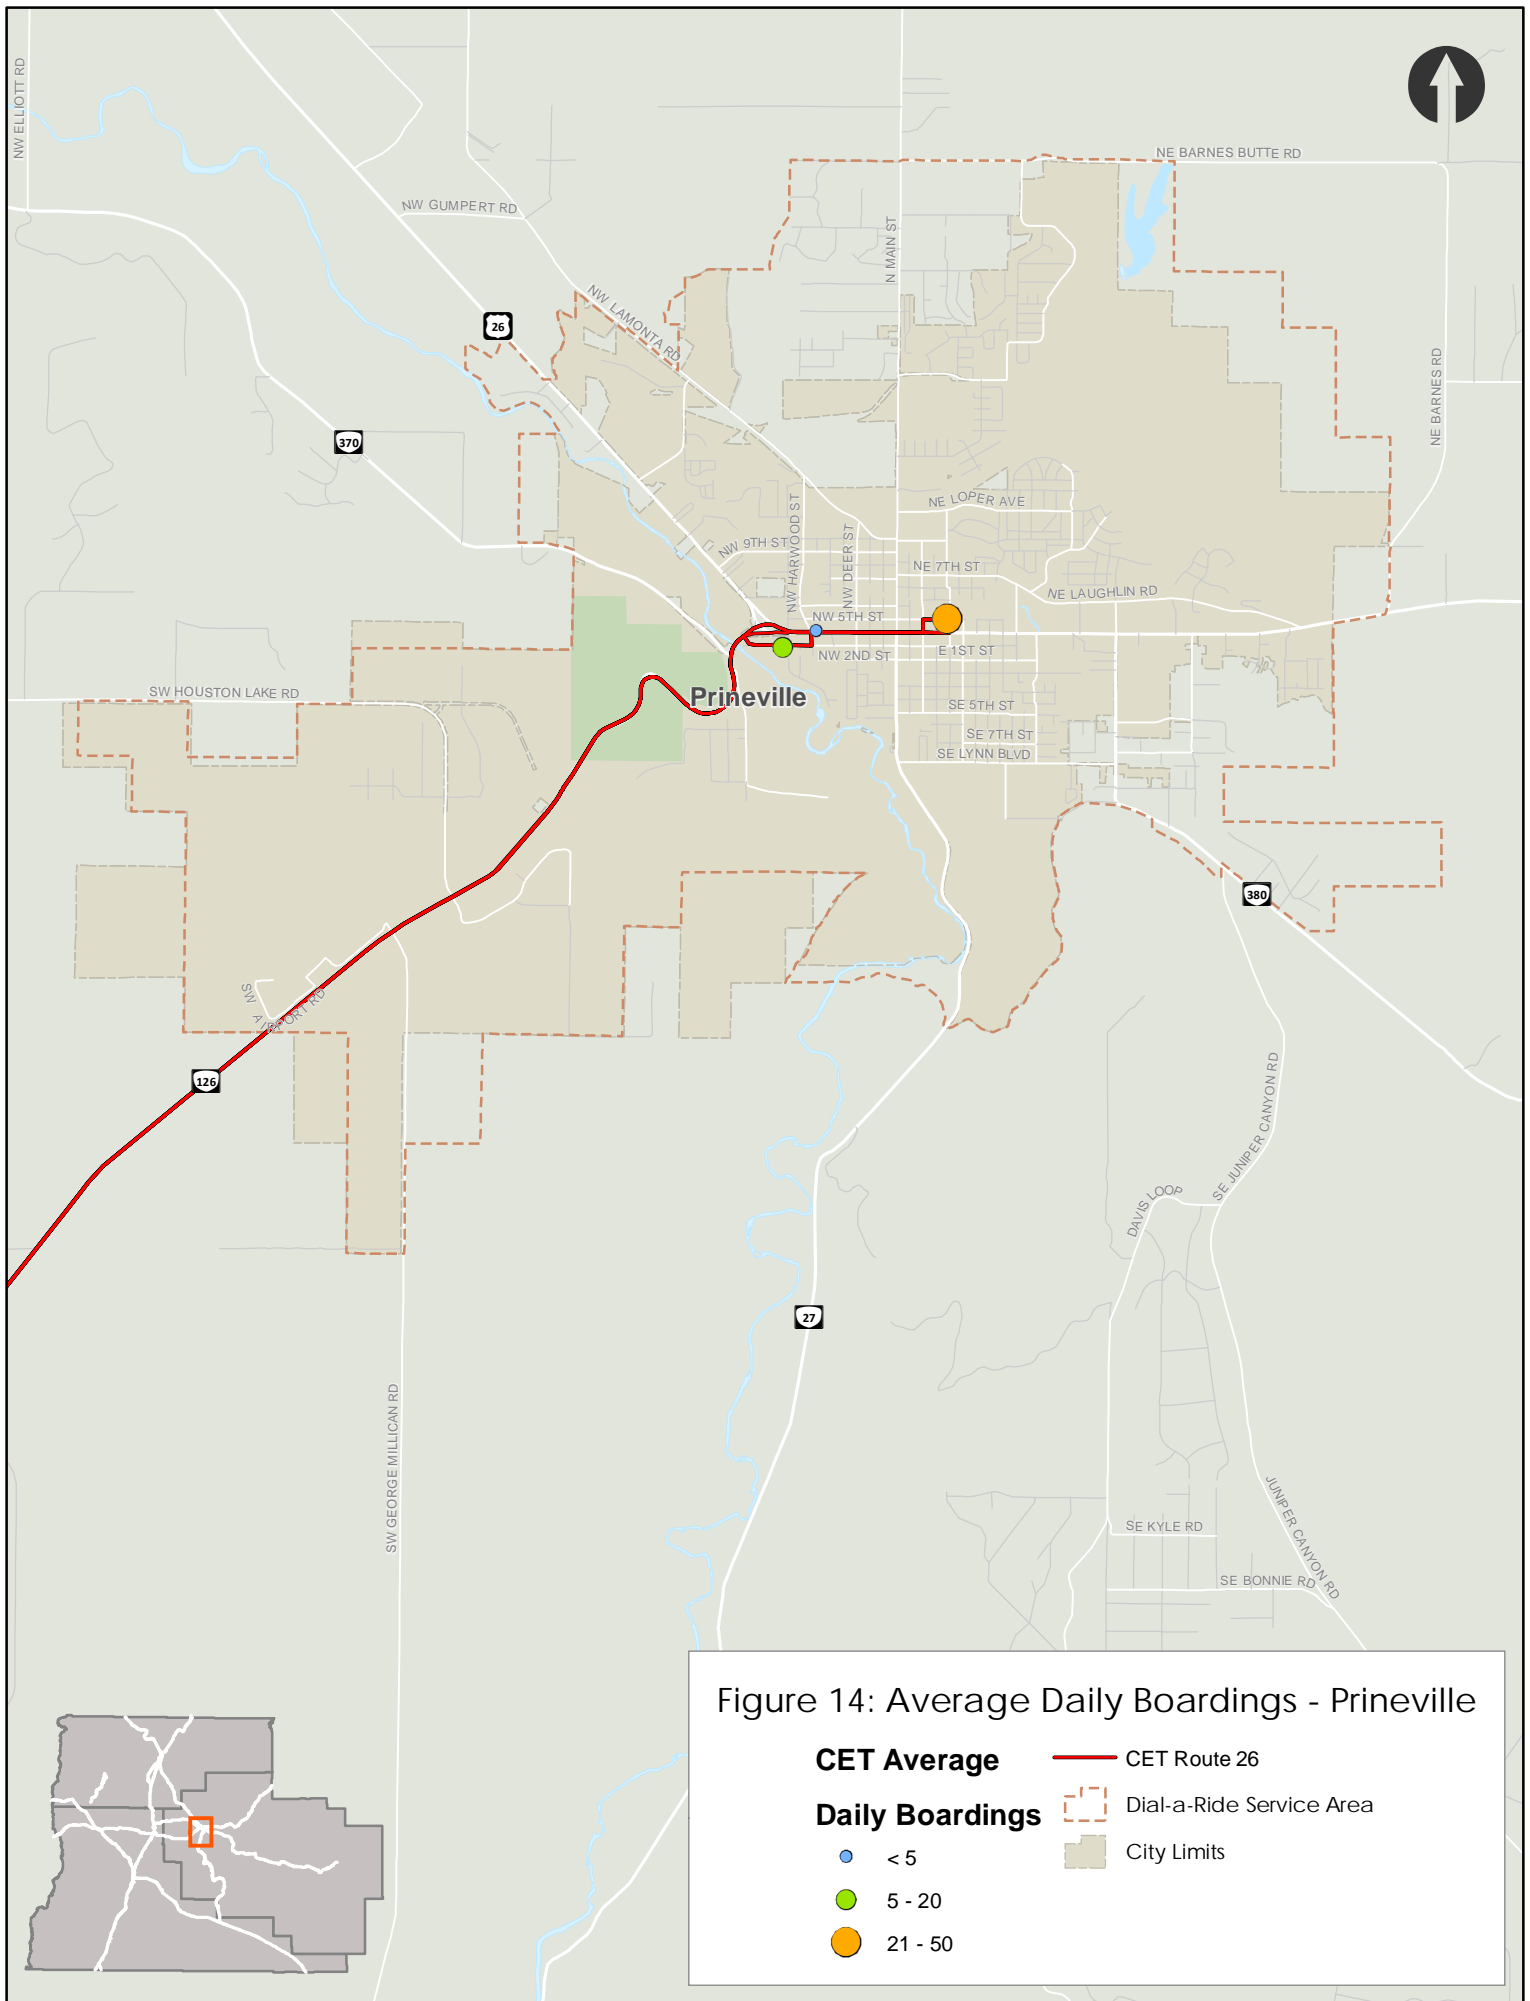 NW ELLIOTT RD
NE BARNES BUTTE RD
NW GUMPERT RD
N MAIN ST
NW LAMONTA RD
26
NE BARNES RD
370
NE LOPER AVE
NW HARWOOD ST
NW DEER ST
NW 9TH ST
NE 7TH ST
NE LAUGHLIN RD
NW 5TH ST
E 1ST ST
NW 2ND ST
Prineville
SW HOUSTON LAKE RD
SE 5TH ST
SE 7TH ST
SE LYNN BLVD
380
SW AIRPORT RD
126
SE JUNIPER CANYON RD
DAVIS LOOP
27
SW GEORGE MILLICAN RD
JUNIPER CANYON RD
SE KYLE RD
SE BONNIE RD
Figure 14: Average Daily Boardings - Prineville
CET Average
Daily Boardings
< 5
5 - 20
21 - 50
CET Route 26
Dial-a-Ride Service Area
City Limits